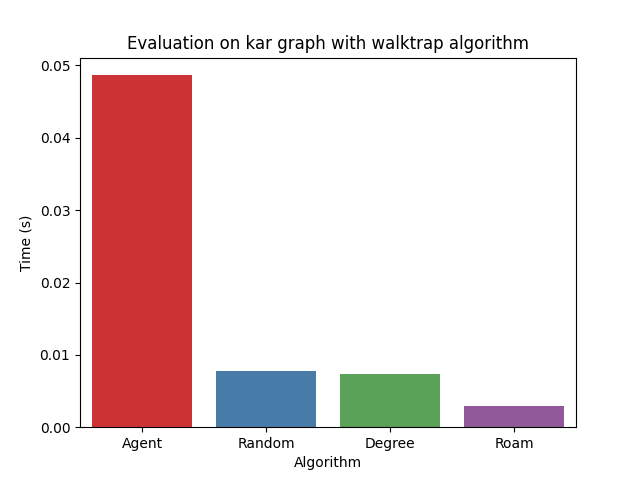 Evaluation on kar graph with walktrap algorithm
0.05
0.04
0.03
0.02
0.01
0.00
Time (s)
Agent
Random
Degree
Roam
Algorithm